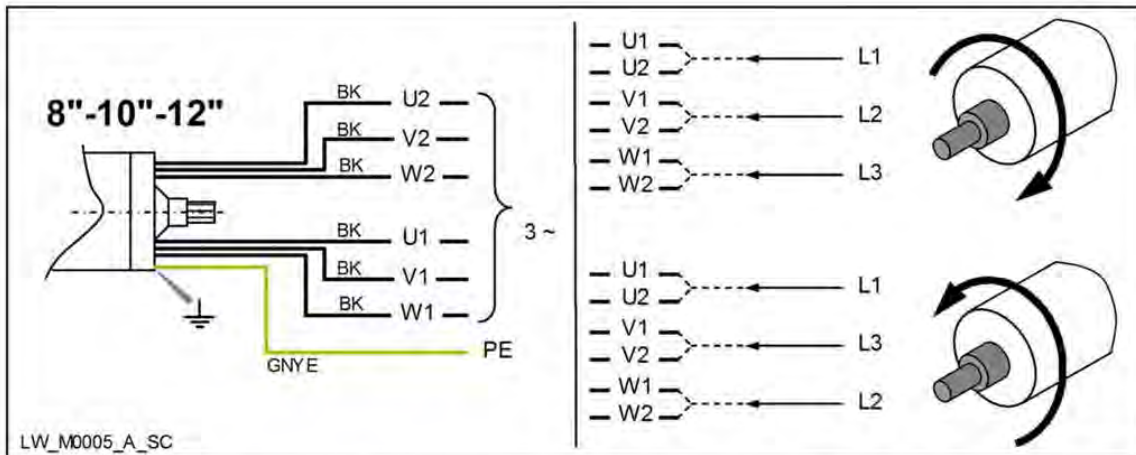 8"-10"-12"
BK U2
BK V2
BK W2
BK U1
BK V1
BK W1
3 ~
GNYE
PE
LW_M0005_A_SC
U1
U2
L1
V1
V2
L2
W1
W2
L3
U1
U2
L1
V1
V2
L3
W1
W2
L2